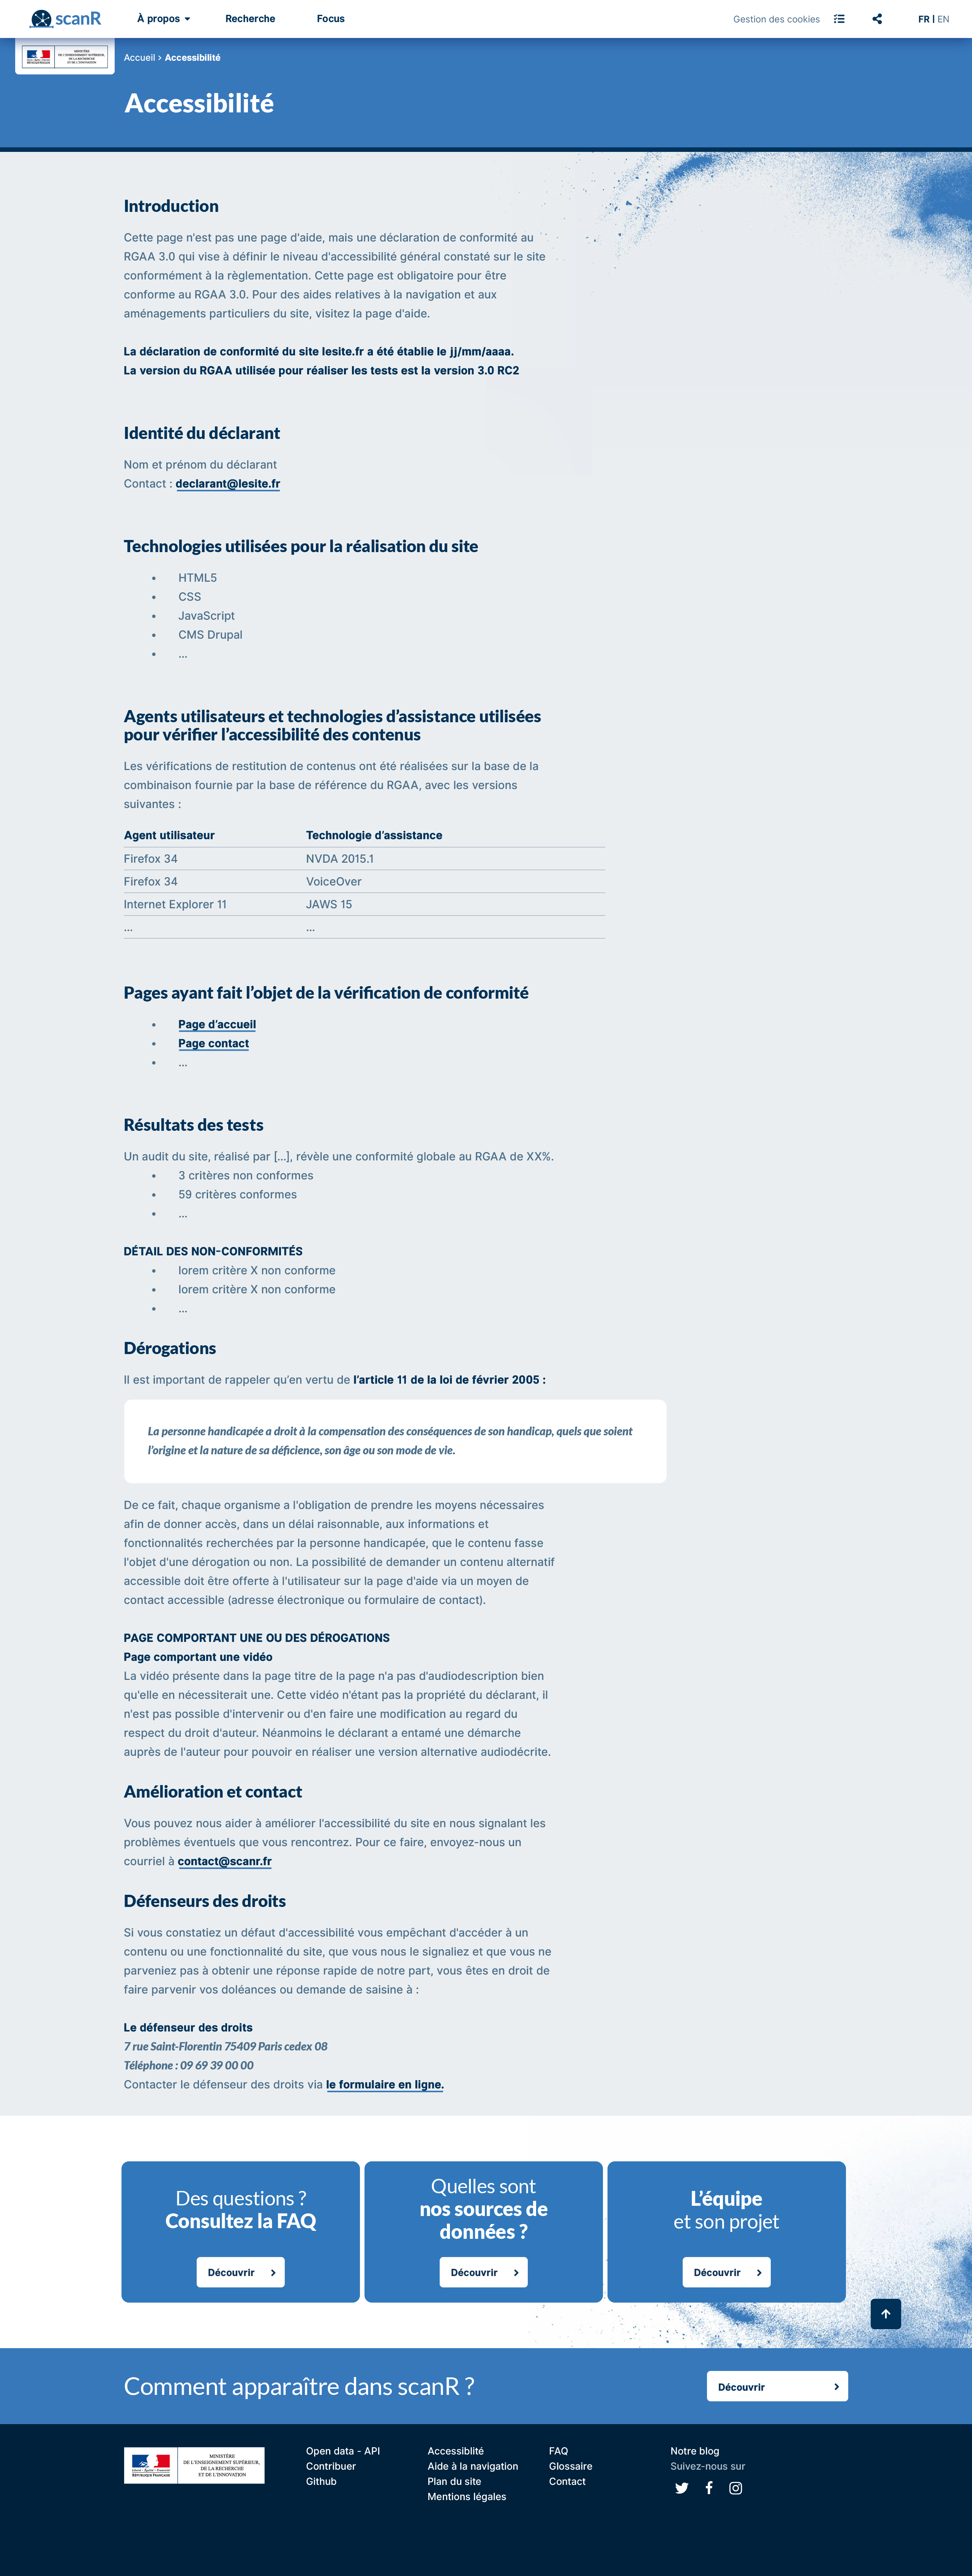 scanR
À propos
Recherche
Focus
Gestion des cookies
FR | EN
MINISTÈRE
DE L'ENSEIGNEMENT SUPÉRIEUR,
DE LA RECHERCHE
ET DE L'INNOVATION
Accueil > Accessibilité
Accessibilité
Introduction
Cette page n'est pas une page d'aide, mais une déclaration de conformité au
RGAA 3.0 qui vise à définir le niveau d'accessibilité général constaté sur le site
conformément à la règlementation. Cette page est obligatoire pour être
conforme au RGAA 3.0. Pour des aides relatives à la navigation et aux
aménagements particuliers du site, visitez la page d'aide.
La déclaration de conformité du site lesite.fr a été établie le jj/mm/aaaa.
La version du RGAA utilisée pour réaliser les tests est la version 3.0 RC2
Identité du déclarant
Nom et prénom du déclarant
Contact : declarant@lesite.fr
Technologies utilisées pour la réalisation du site
• HTML5
• CSS
• JavaScript
• CMS Drupal
• ...
Agents utilisateurs et technologies d’assistance utilisées
pour vérifier l’accessibilité des contenus
Les vérifications de restitution de contenus ont été réalisées sur la base de la
combinaison fournie par la base de référence du RGAA, avec les versions
suivantes :
Agent utilisateur Technologie d’assistance
Firefox 34 NVDA 2015.1
Firefox 34 VoiceOver
Internet Explorer 11 JAWS 15
... ...
Pages ayant fait l’objet de la vérification de conformité
• Page d’accueil
• Page contact
• ...
Résultats des tests
Un audit du site, réalisé par [...], révèle une conformité globale au RGAA de XX%.
• 3 critères non conformes
• 59 critères conformes
• ...
DÉTAIL DES NON-CONFORMITÉS
• lorem critère X non conforme
• lorem critère X non conforme
• ...
Dérogations
Il est important de rappeler qu’en vertu de l’article 11 de la loi de février 2005 :
La personne handicapée a droit à la compensation des conséquences de son handicap, quels que soient
l’origine et la nature de sa déficience, son âge ou son mode de vie.
De ce fait, chaque organisme a l'obligation de prendre les moyens nécessaires
afin de donner accès, dans un délai raisonnable, aux informations et
fonctionnalités recherchées par la personne handicapée, que le contenu fasse
l'objet d'une dérogation ou non. La possibilité de demander un contenu alternatif
accessible doit être offerte à l'utilisateur sur la page d'aide via un moyen de
contact accessible (adresse électronique ou formulaire de contact).
PAGE COMPORTANT UNE OU DES DÉROGATIONS
Page comportant une vidéo
La vidéo présente dans la page titre de la page n'a pas d'audiodescription bien
qu'elle en nécessiterait une. Cette vidéo n'étant pas la propriété du déclarant, il
n'est pas possible d'intervenir ou d'en faire une modification au regard du
respect du droit d'auteur. Néanmoins le déclarant a entamé une démarche
auprès de l'auteur pour pouvoir en réaliser une version alternative audiodécrite.
Amélioration et contact
Vous pouvez nous aider à améliorer l'accessibilité du site en nous signalant les
problèmes éventuels que vous rencontrez. Pour ce faire, envoyez-nous un
courriel à contact@scanr.fr
Défenseurs des droits
Si vous constatiez un défaut d'accessibilité vous empêchant d'accéder à un
contenu ou une fonctionnalité du site, que vous nous le signaliez et que vous ne
parveniez pas à obtenir une réponse rapide de notre part, vous êtes en droit de
faire parvenir vos doléances ou demande de saisine à :
Le défenseur des droits
7 rue Saint-Florentin 75409 Paris cedex 08
Téléphone : 09 69 39 00 00
Contacter le défenseur des droits via le formulaire en ligne.
Des questions ?
Consultez la FAQ
Découvrir
Quelles sont
nos sources de
données ?
Découvrir
L’équipe
et son projet
Découvrir
Comment apparaître dans scanR ?
Découvrir
RÉPUBLIQUE FRANÇAISE
MINISTÈRE
DE L'ENSEIGNEMENT SUPÉRIEUR,
DE LA RECHERCHE
ET DE L'INNOVATION
Open data - API
Contribuer
Github
Accessiblité
Aide à la navigation
Plan du site
Mentions légales
FAQ
Glossaire
Contact
Notre blog
Suivez-nous sur